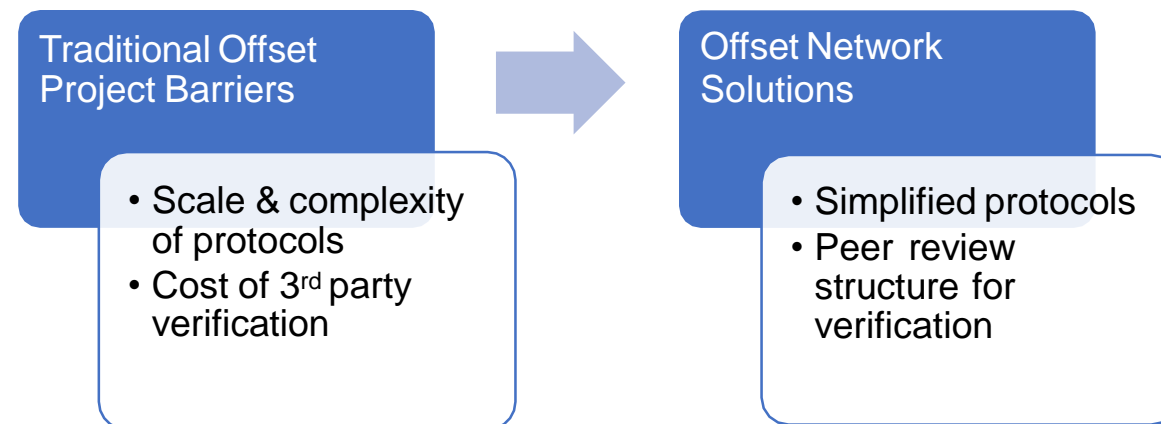 Traditional Offset
Project Barriers
• Scale & complexity
of protocols
• Cost of 3rd party
verification
Offset Network
Solutions
• Simplified protocols
• Peer review
structure for
verification